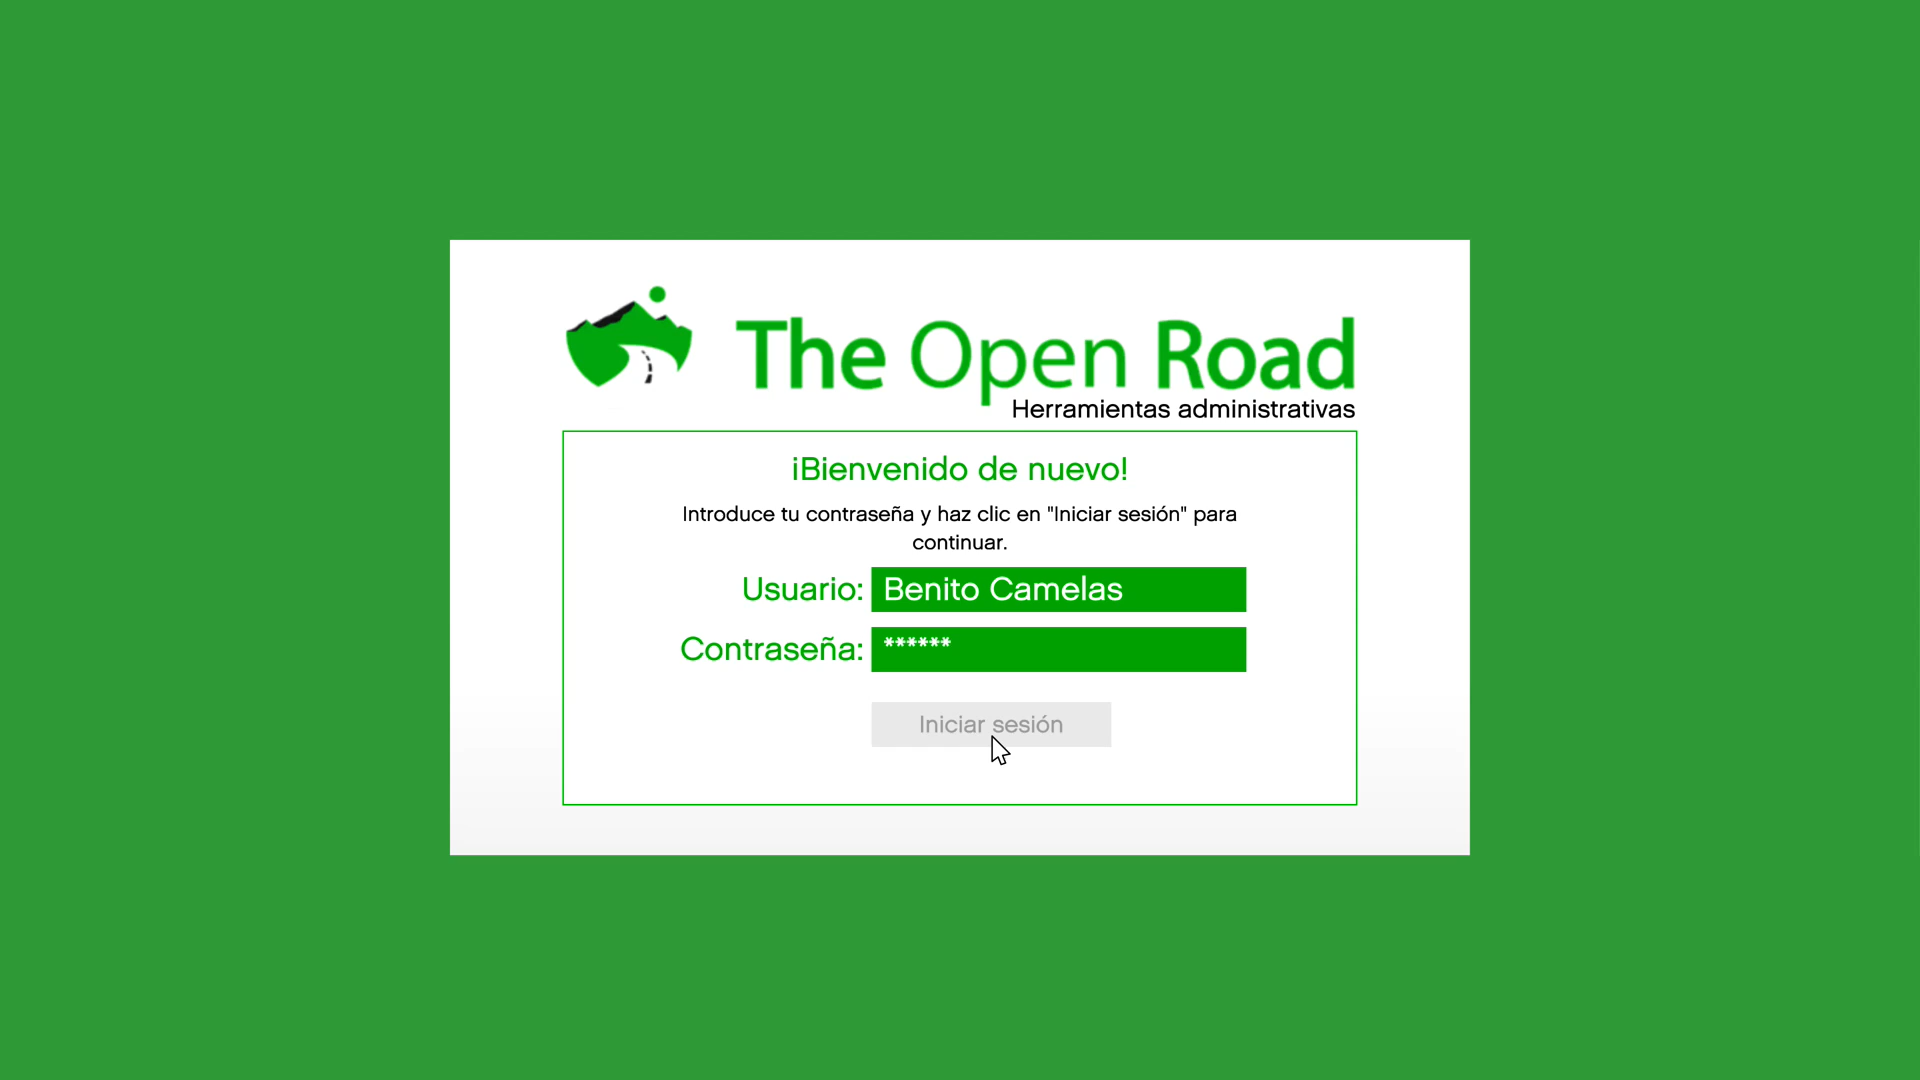 The Open Road
Herramientas administrativas
¡Bienvenido de nuevo!
Introduce tu contraseña y haz clic en "Iniciar sesión" para
continuar.
Usuario: Benito Camelas
Contraseña: ******
Iniciar sesión